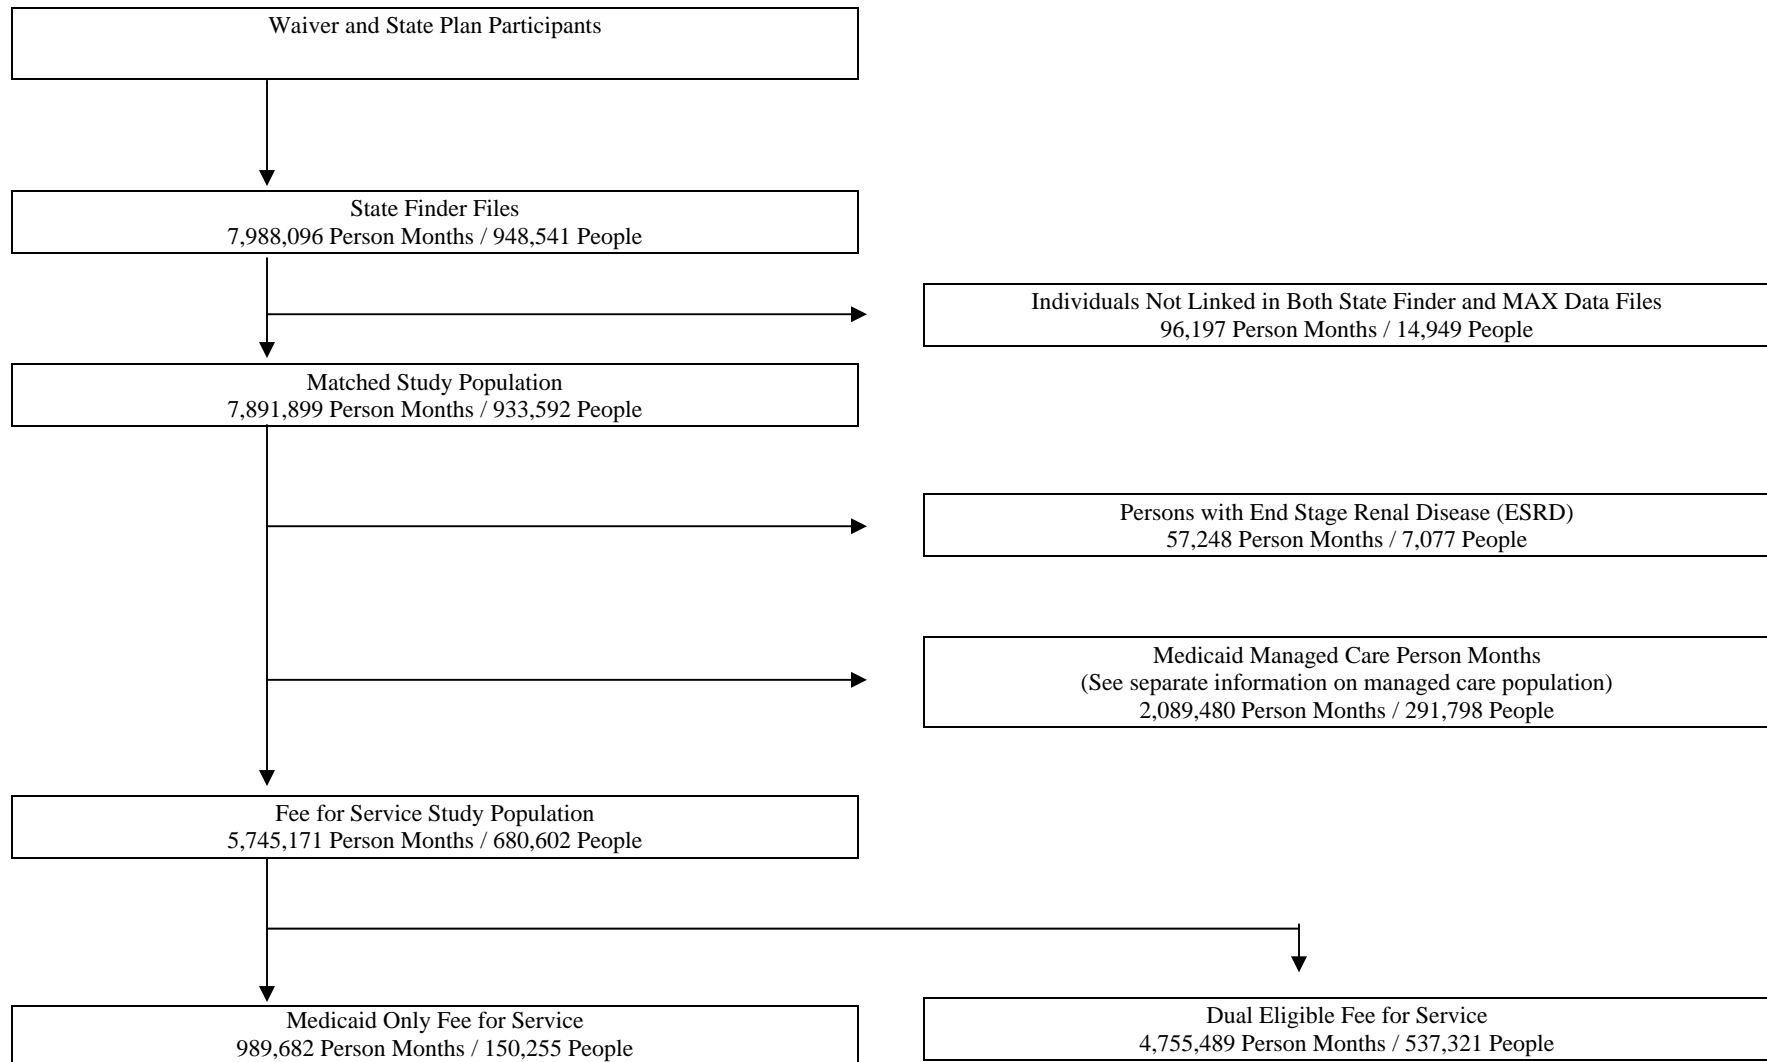 Waiver and State Plan Participants
State Finder Files
7,988,096 Person Months / 948,541 People
Individuals Not Linked in Both State Finder and MAX Data Files
96,197 Person Months / 14,949 People
Matched Study Population
7,891,899 Person Months / 933,592 People
Persons with End Stage Renal Disease (ESRD)
57,248 Person Months / 7,077 People
Medicaid Managed Care Person Months
(See separate information on managed care population)
2,089,480 Person Months / 291,798 People
Fee for Service Study Population
5,745,171 Person Months / 680,602 People
Medicaid Only Fee for Service
989,682 Person Months / 150,255 People
Dual Eligible Fee for Service
4,755,489 Person Months / 537,321 People